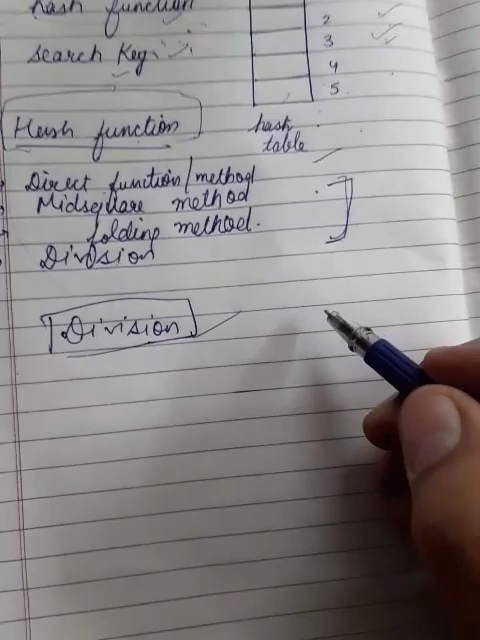 hash function
2
search key
3
4
5.
Hash function
hash
table
Direct function/method
Midsquare method
folding method.
Division
1.Division